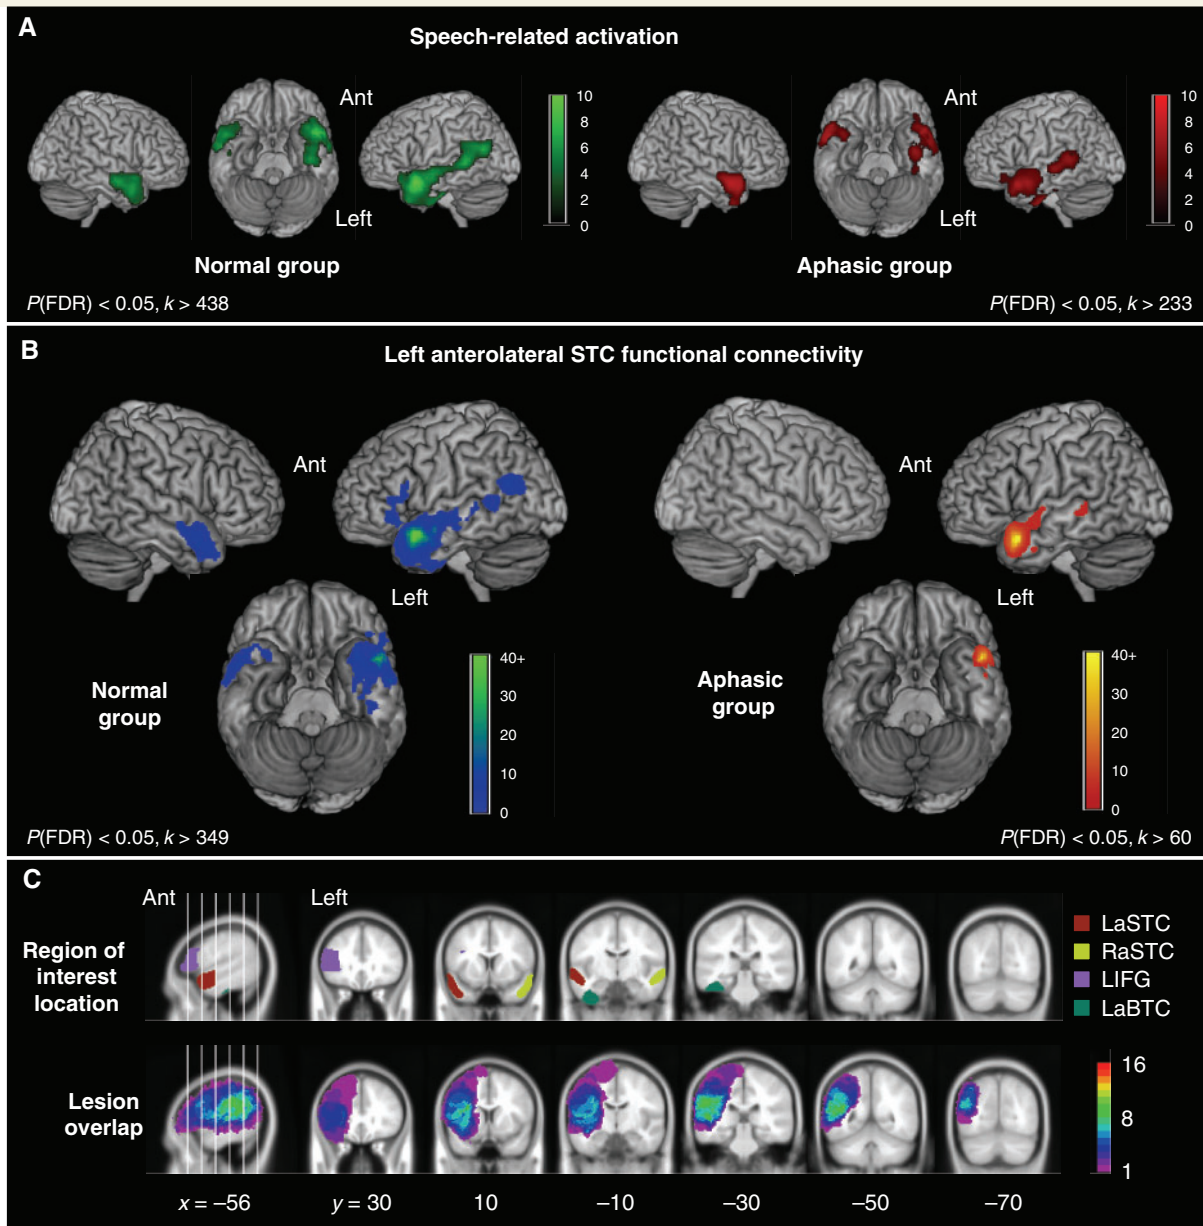 A
Speech-related activation
Ant
Left
10
8
6
4
2
0
Normal group
P(FDR) < 0.05, k > 438
Ant
Left
10
8
6
4
2
0
Aphasic group
P(FDR) < 0.05, k > 233
B
Left anterolateral STC functional connectivity
Ant
Left
Normal
group
40+
30
20
10
0
P(FDR) < 0.05, k > 349
Ant
Left
Aphasic
group
40+
30
20
10
0
P(FDR) < 0.05, k > 60
C
Ant
Left
Region of
interest
location
LaSTC
RaSTC
LIFG
LaBTC
Lesion
overlap
16
8
1
x = –56
y = 30
10
–10
–30
–50
–70